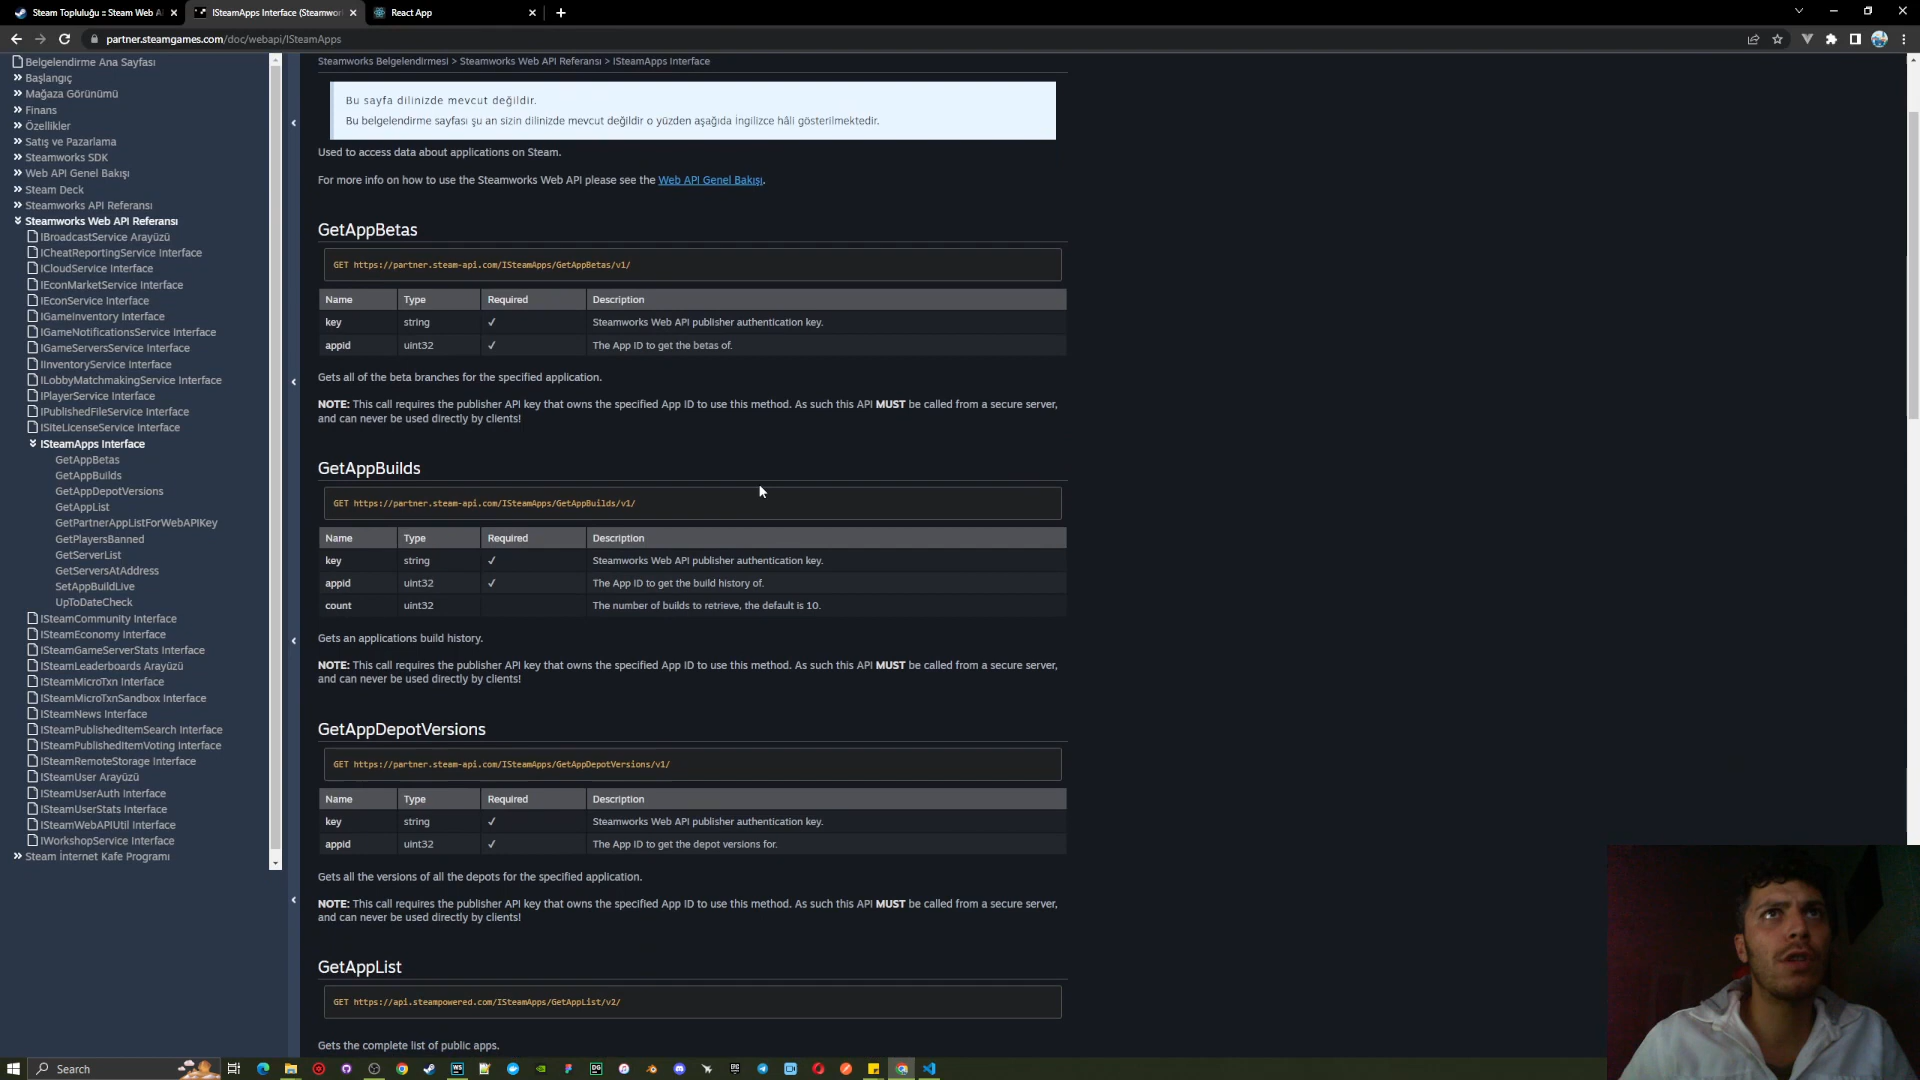 Steam Topluluğu :: Steam Web A
ISteamApps Interface (Steamwor
React App
partner.steamgames.com/doc/webapi/ISteamApps
Belgelendirme Ana Sayfası
Başlangıç
Mağaza Görünümü
Finans
Özellikler
Satış ve Pazarlama
Steamworks SDK
Web API Genel Bakışı
Steam Deck
Steamworks API Referansı
Steamworks Web API Referansı
IBroadcastService Arayüzü
ICheatReportingService Interface
ICloudService Interface
IEconMarketService Interface
IEconService Interface
IGameInventory Interface
IGameNotificationsService Interface
IGameServersService Interface
IInventoryService Interface
ILobbyMatchmakingService Interface
IPlayerService Interface
IPublishedFileService Interface
ISiteLicenseService Interface
ISteamApps Interface
GetAppBetas
GetAppBuilds
GetAppDepotVersions
GetAppList
GetPartnerAppListForWebAPIKey
GetPlayersBanned
GetServerList
GetServersAtAddress
SetAppBuildLive
UpToDateCheck
ISteamCommunity Interface
ISteamEconomy Interface
ISteamGameServerStats Interface
ISteamLeaderboards Arayüzü
ISteamMicroTxn Interface
ISteamMicroTxnSandbox Interface
ISteamNews Interface
ISteamPublishedItemSearch Interface
ISteamPublishedItemVoting Interface
ISteamRemoteStorage Interface
ISteamUser Arayüzü
ISteamUserAuth Interface
ISteamUserStats Interface
ISteamWebAPIUtil Interface
IWorkshopService Interface
Steam İnternet Kafe Programı
Steamworks Belgelendirmesi > Steamworks Web API Referansı > ISteamApps Interface
Bu sayfa dilinizde mevcut değildir.
Bu belgelendirme sayfası şu an sizin dilinizde mevcut değildir o yüzden aşağıda ingilizce hâli gösterilmektedir.
Used to access data about applications on Steam.
For more info on how to use the Steamworks Web API please see the Web API Genel Bakışı.
GetAppBetas
GET https://partner.steam-api.com/ISteamApps/GetAppBetas/v1/
Name Type Required Description
key string ✓ Steamworks Web API publisher authentication key.
appid uint32 ✓ The App ID to get the betas of.
Gets all of the beta branches for the specified application.
NOTE: This call requires the publisher API key that owns the specified App ID to use this method. As such this API MUST be called from a secure server,
and can never be used directly by clients!
GetAppBuilds
GET https://partner.steam-api.com/ISteamApps/GetAppBuilds/v1/
Name Type Required Description
key string ✓ Steamworks Web API publisher authentication key.
appid uint32 ✓ The App ID to get the build history of.
count uint32 The number of builds to retrieve, the default is 10.
Gets an applications build history.
NOTE: This call requires the publisher API key that owns the specified App ID to use this method. As such this API MUST be called from a secure server,
and can never be used directly by clients!
GetAppDepotVersions
GET https://partner.steam-api.com/ISteamApps/GetAppDepotVersions/v1/
Name Type Required Description
key string ✓ Steamworks Web API publisher authentication key.
appid uint32 ✓ The App ID to get the depot versions for.
Gets all the versions of all the depots for the specified application.
NOTE: This call requires the publisher API key that owns the specified App ID to use this method. As such this API MUST be called from a secure server,
and can never be used directly by clients!
GetAppList
GET https://api.steampowered.com/ISteamApps/GetAppList/v2/
Gets the complete list of public apps.
Search